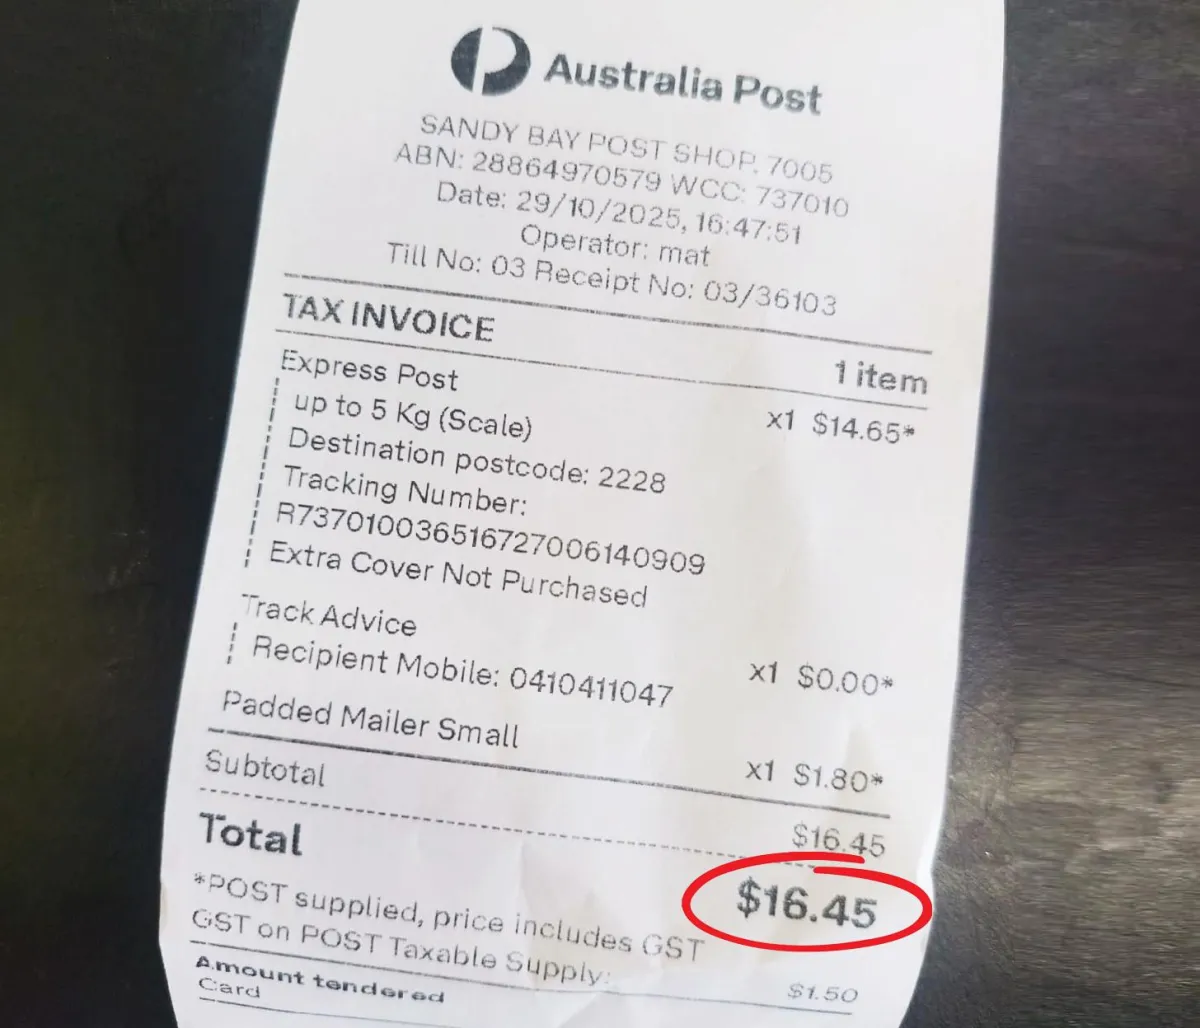 Australia Post
SANDY BAY POST SHOP, 7005
ABN: 28864970579 WCC: 737010
Date: 29/10/2025, 16:47:51
Operator: mat
Till No: 03 Receipt No: 03/36103
TAX INVOICE
1 item
Express Post
x1 $14.65*
up to 5 Kg (Scale)
Destination postcode: 2228
Tracking Number:
R737010036516727006140909
Extra Cover Not Purchased
Track Advice
x1 $0.00*
Recipient Mobile: 0410411047
Padded Mailer Small
x1 $1.80*
Subtotal
$16.45
Total
$16.45
*POST supplied, price includes GST
GST on POST Taxable Supply:
$1.50
Amount tendered
Card